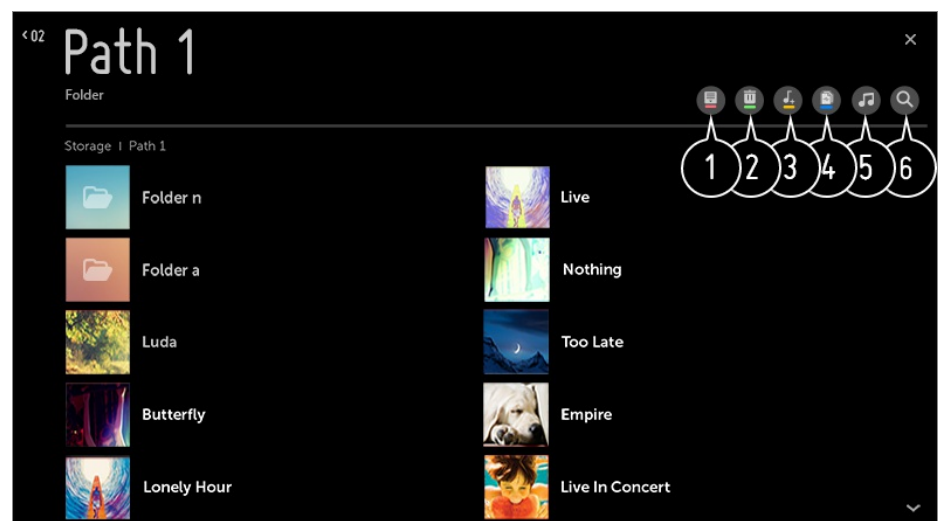 <02
Path 1
Folder
1 2 3 4 5 6
Storage | Path 1
Folder n
Live
Folder a
Nothing
Luda
Too Late
Butterfly
Empire
Lonely Hour
Live In Concert